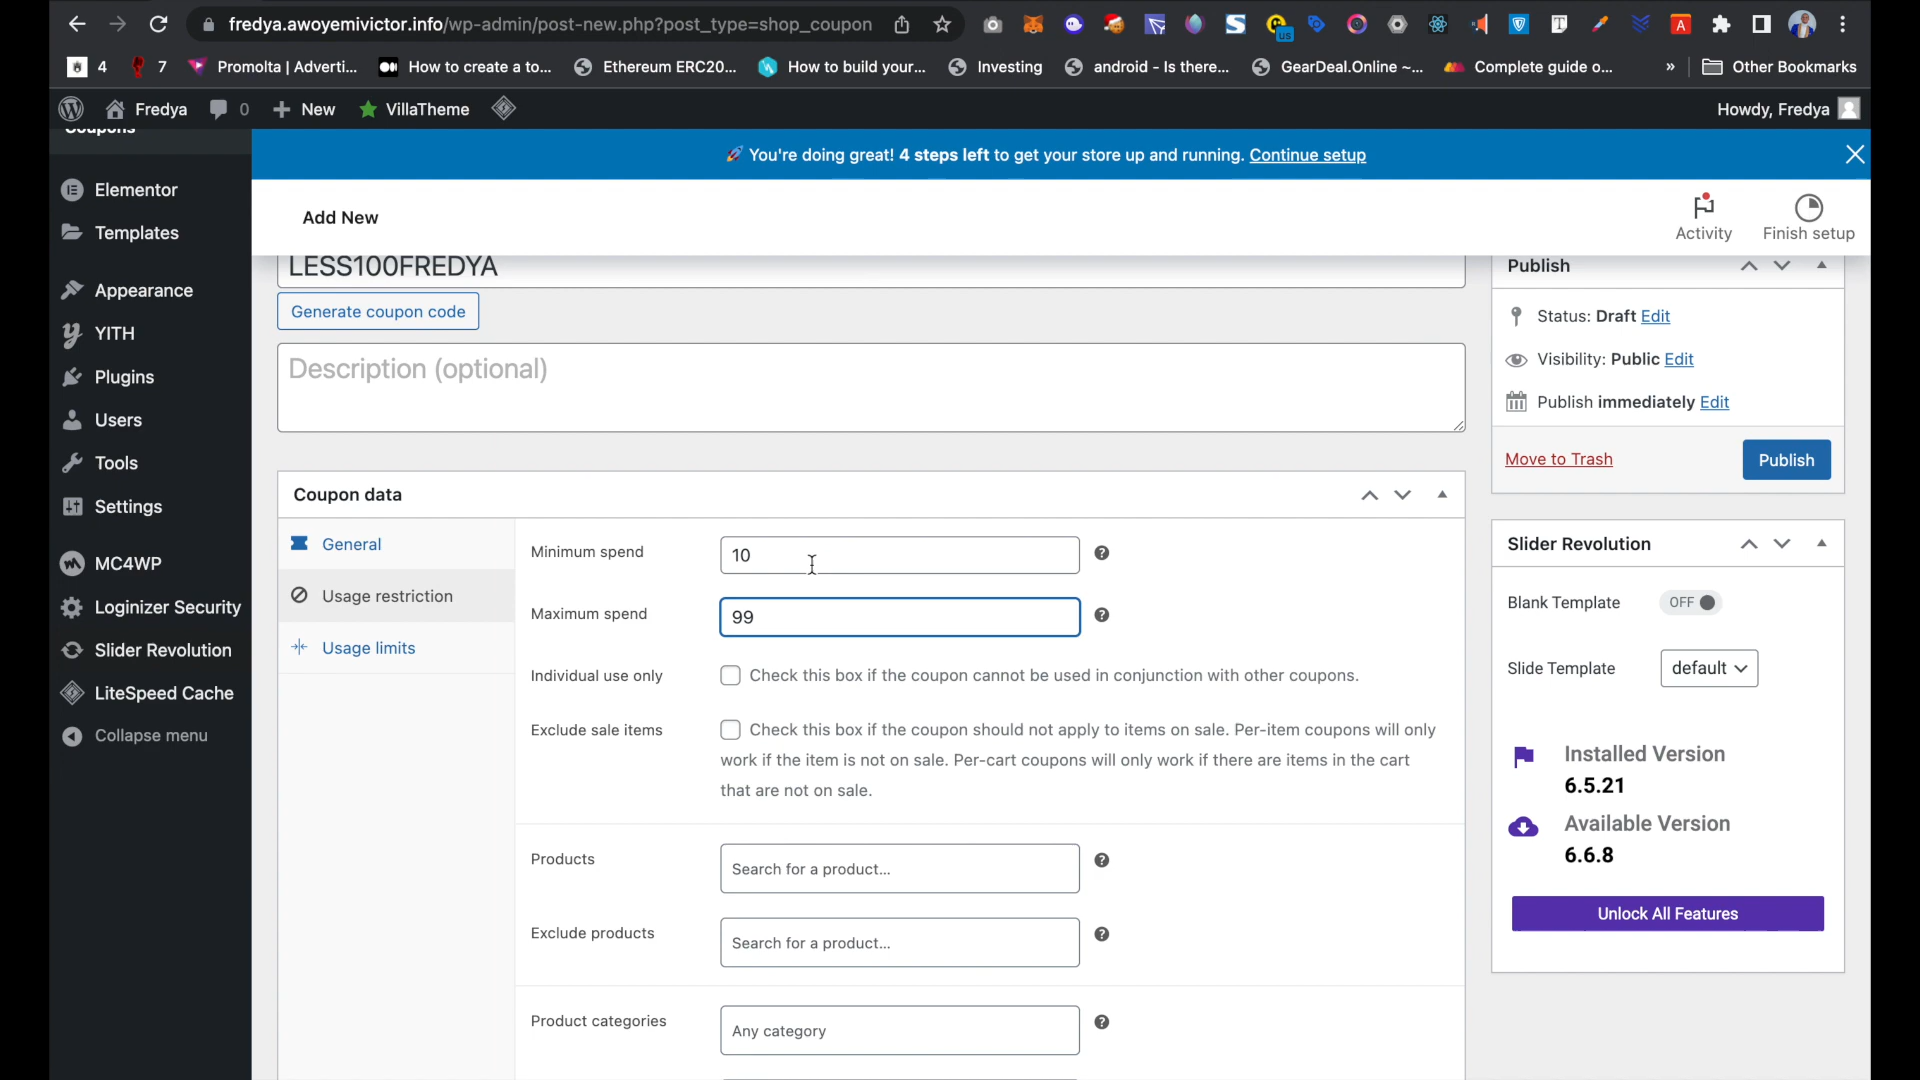 fredya.awoyemivictor.info/wp-admin/post-new.php?post_type=shop_coupon
us
4
7
Promolta | Adverti...
How to create a to...
Ethereum ERC20...
How to build your...
Investing
android - Is there...
GearDeal.Online ~...
Complete guide o...
»
Other Bookmarks
Fredya
0
New
VillaTheme
Howdy, Fredya
Coupons
🚀 You're doing great! 4 steps left to get your store up and running. Continue setup
Elementor
Templates
Appearance
YITH
Plugins
Users
Tools
Settings
MC4WP
Loginizer Security
Slider Revolution
LiteSpeed Cache
Collapse menu
Add New
Activity
Finish setup
LESS100FREDYA
Generate coupon code
Description (optional)
Coupon data
General
Usage restriction
Usage limits
Minimum spend
10
Maximum spend
99
Individual use only
Check this box if the coupon cannot be used in conjunction with other coupons.
Exclude sale items
Check this box if the coupon should not apply to items on sale. Per-item coupons will only
work if the item is not on sale. Per-cart coupons will only work if there are items in the cart
that are not on sale.
Products
Search for a product...
Exclude products
Search for a product...
Product categories
Any category
Publish
Status: Draft Edit
Visibility: Public Edit
Publish immediately Edit
Move to Trash
Publish
Slider Revolution
Blank Template
OFF
Slide Template
default
Installed Version
6.5.21
Available Version
6.6.8
Unlock All Features